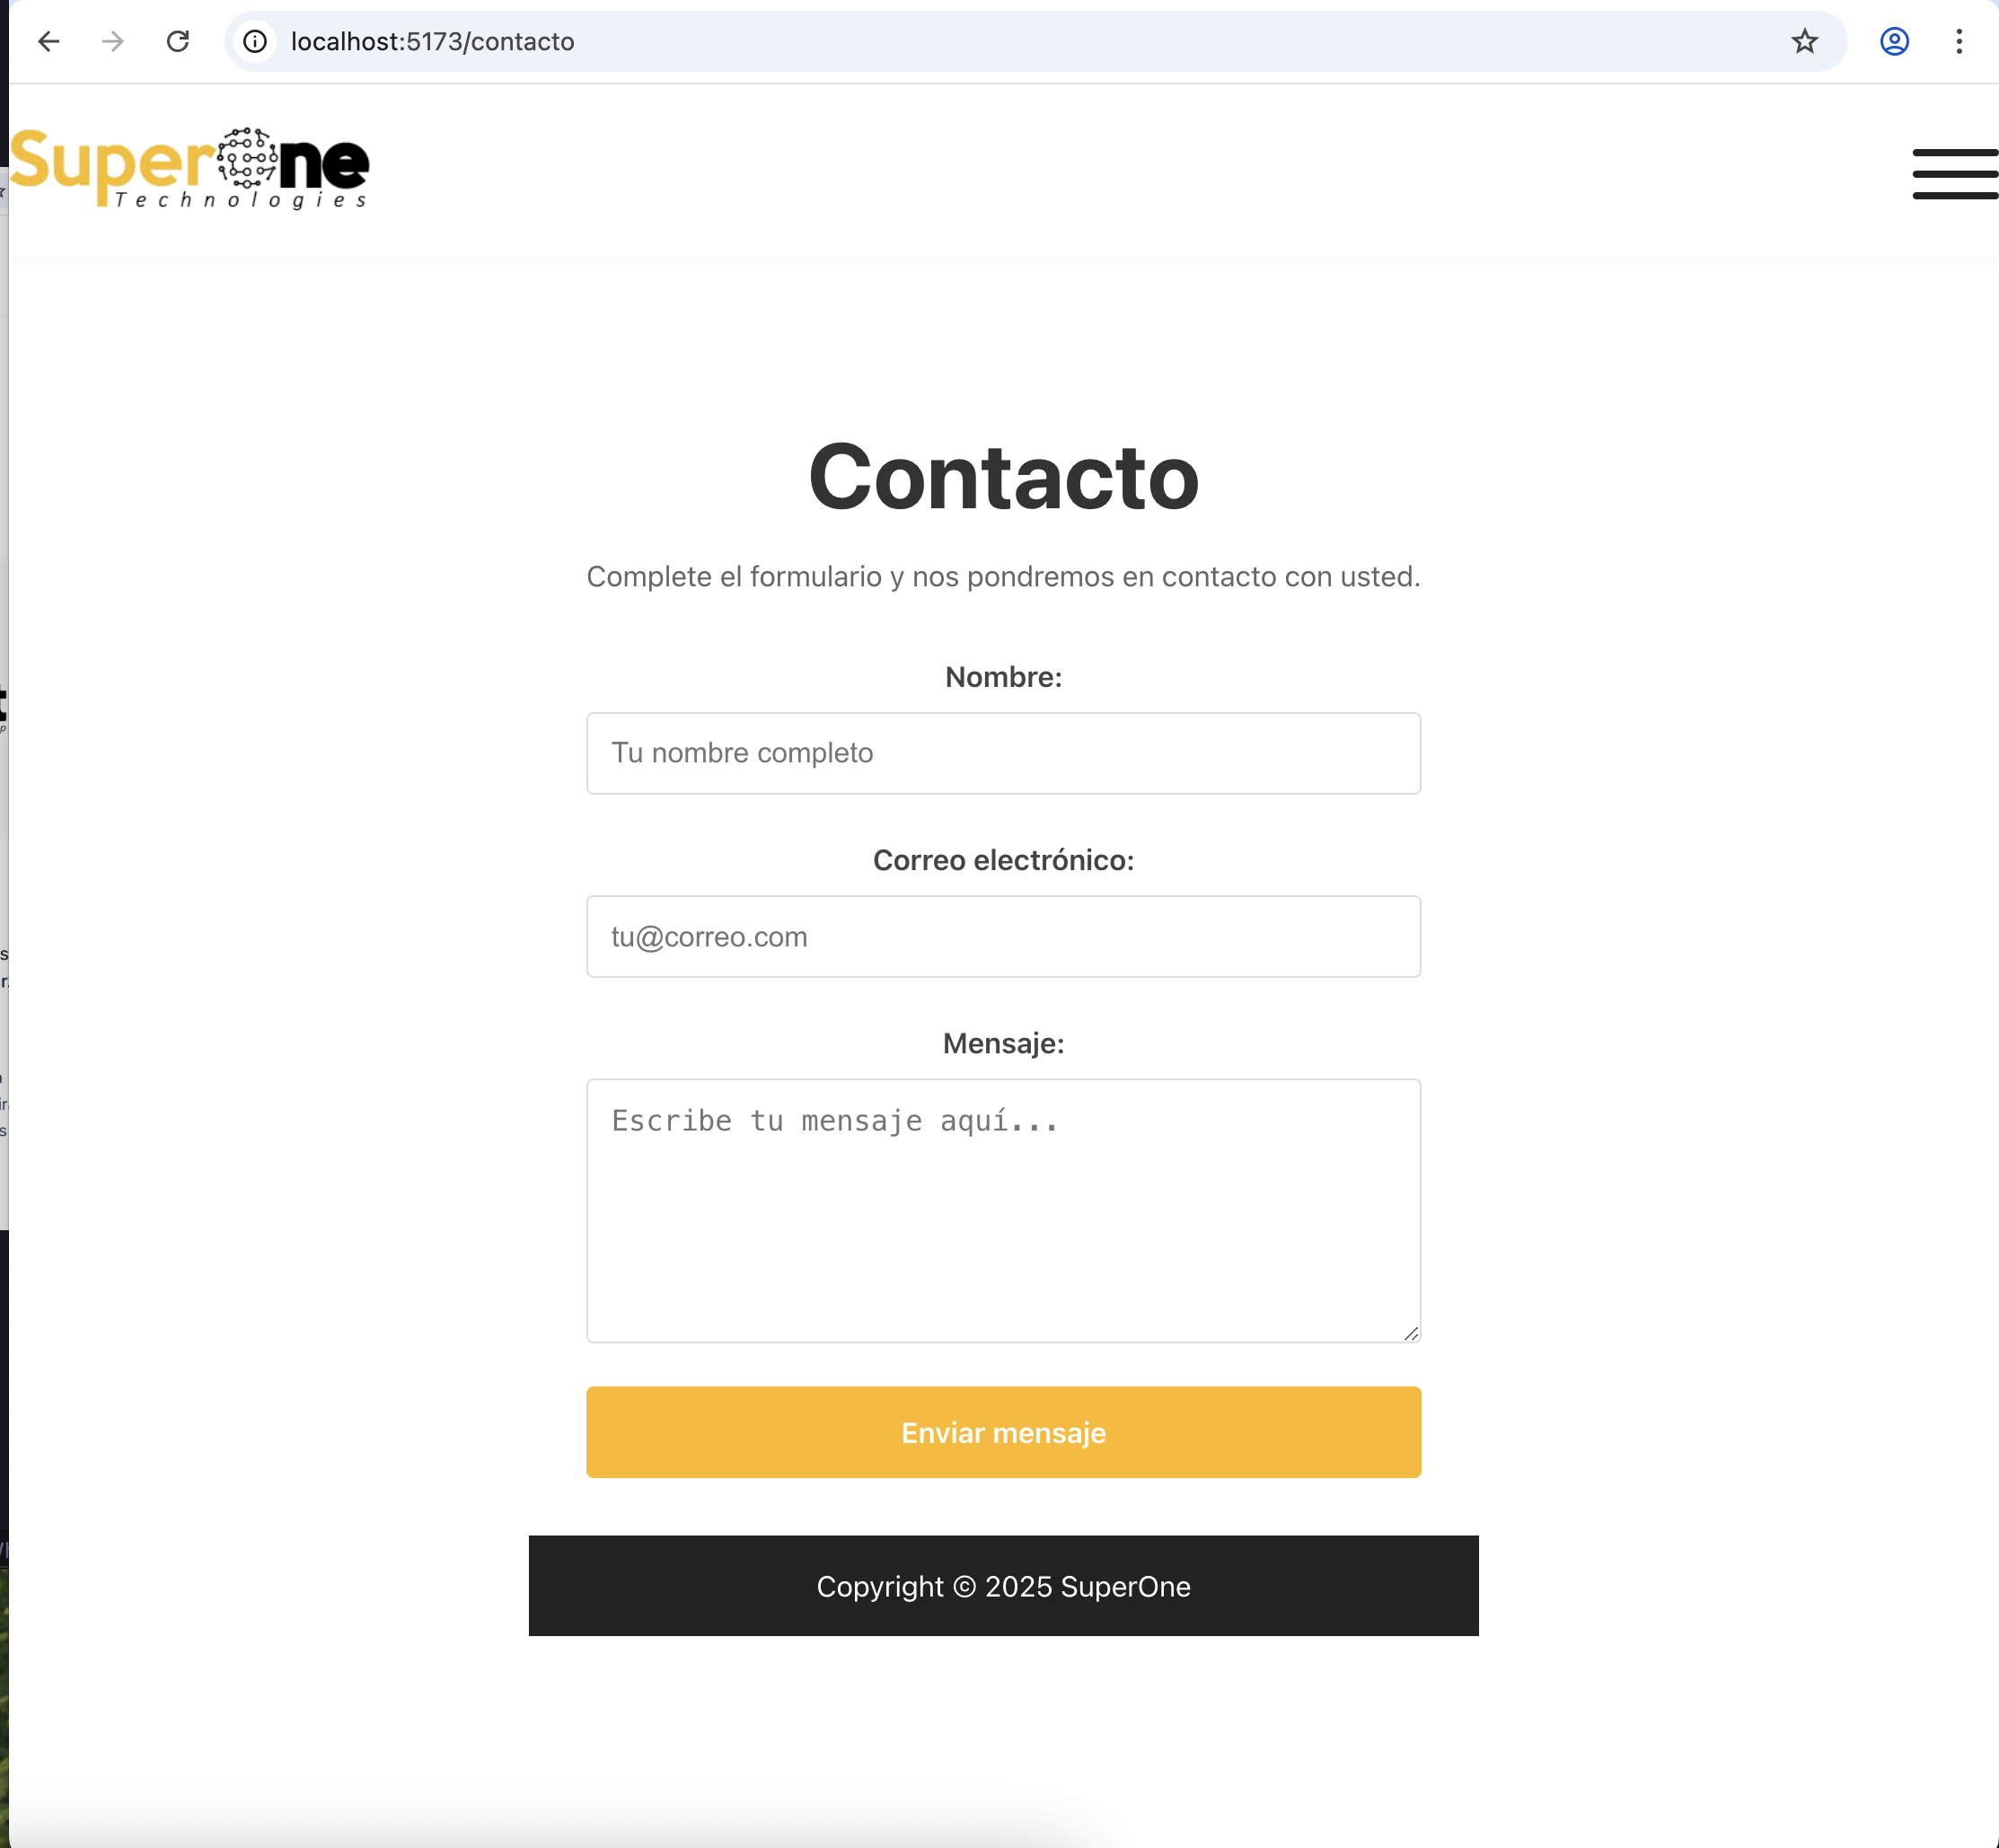 localhost:5173/contacto
SuperOne
Technologies
Contacto
Complete el formulario y nos pondremos en contacto con usted.
Nombre:
Tu nombre completo
Correo electrónico:
tu@correo.com
Mensaje:
Escribe tu mensaje aquí...
Enviar mensaje
Copyright © 2025 SuperOne